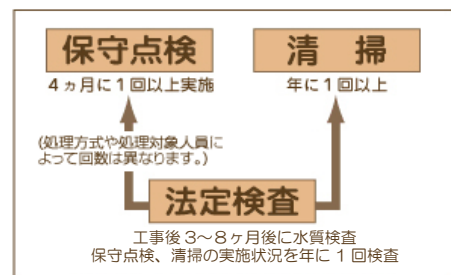 保守点検
清 掃
4ヵ月に1回以上実施
年に1回以上
(処理方式や処理対象人員に
よって回数は異なります。)
法定検査
工事後3〜8ヶ月後に水質検査
保守点検、清掃の実施状況を年に1回検査